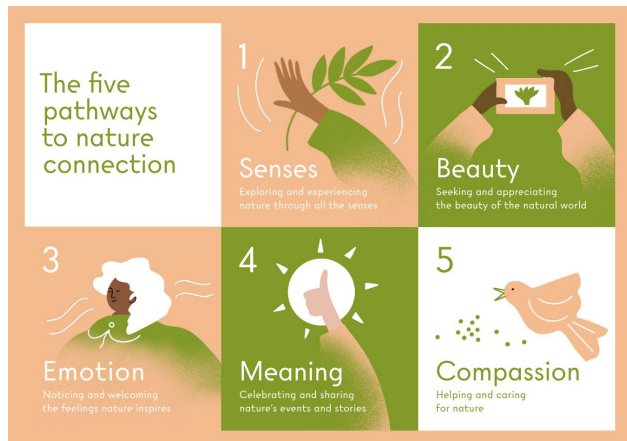 The five
pathways
to nature
connection
1
Senses
Exploring and experiencing
nature through all the senses
2
Beauty
Seeking and appreciating
the beauty of the natural world
3
Emotion
Noticing and welcoming
the feelings nature inspires
4
Meaning
Celebrating and sharing
nature's events and stories
5
Compassion
Helping and caring
for nature